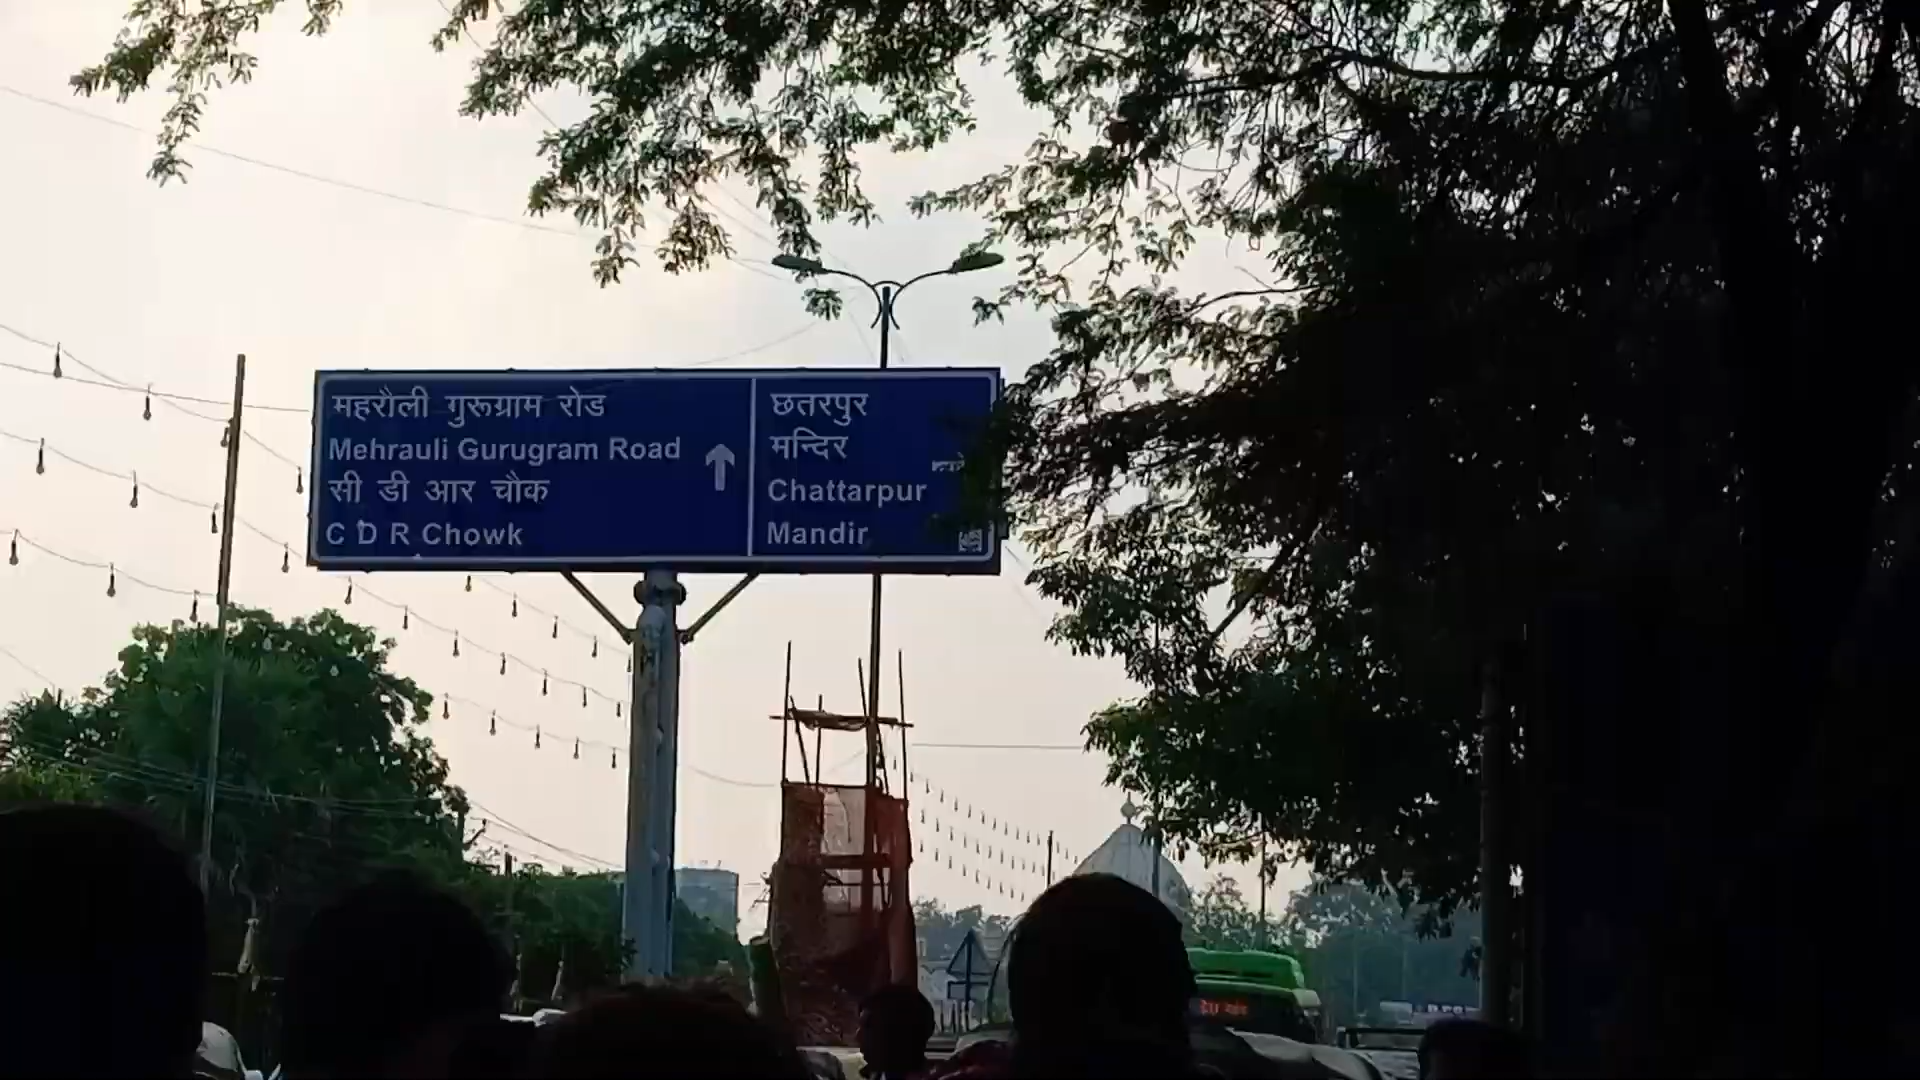 महरौली गुरूग्राम रोड
Mehrauli Gurugram Road
सी डी आर चौक
C D R Chowk
छतरपुर
मन्दिर
Chattarpur
Mandir